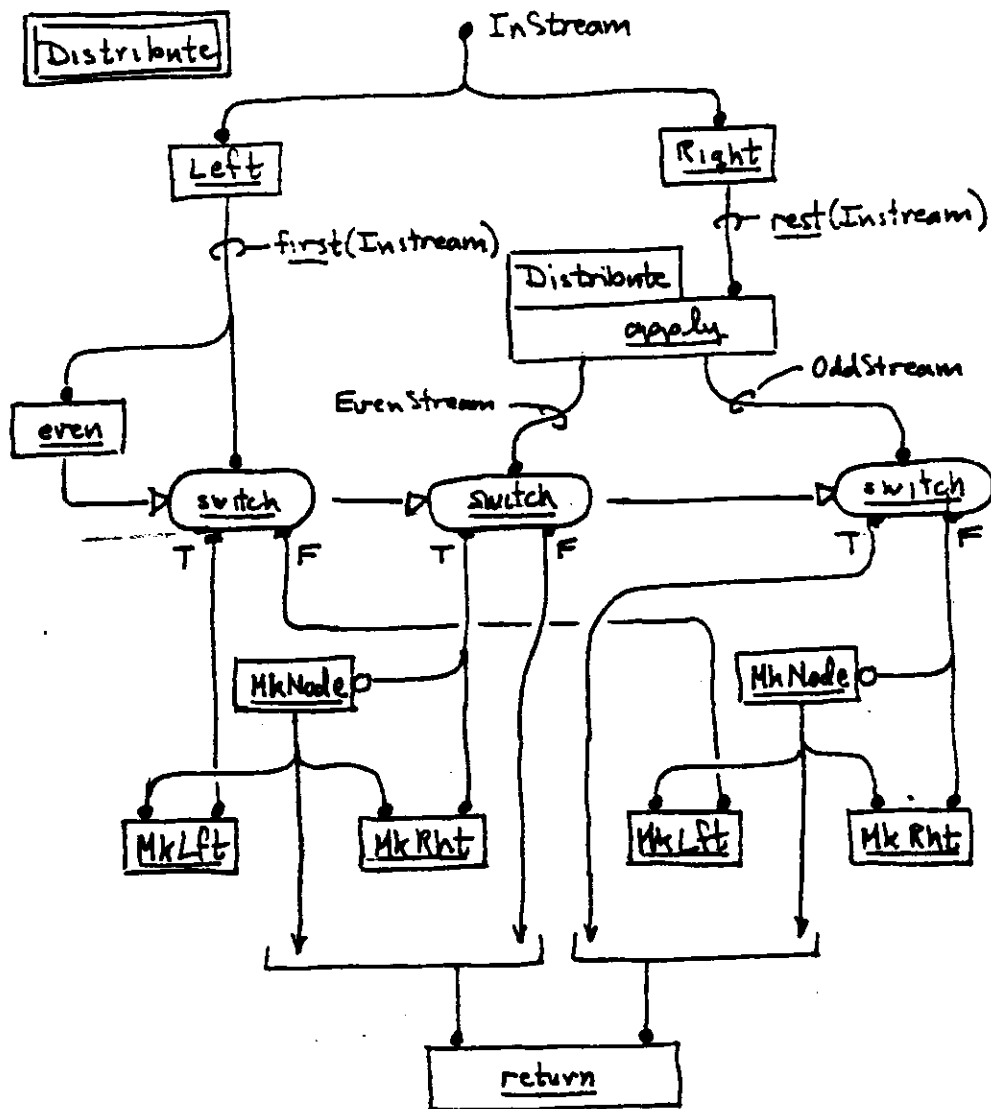 InStream
Distribute
Left
Right
first(Instream)
rest(Instream)
Distribute
apply
EvenStream
OddStream
even
switch
switch
switch
T
F
T
F
T
F
MkNode
MkNode
MkLft
MkRht
MkLft
MkRht
return